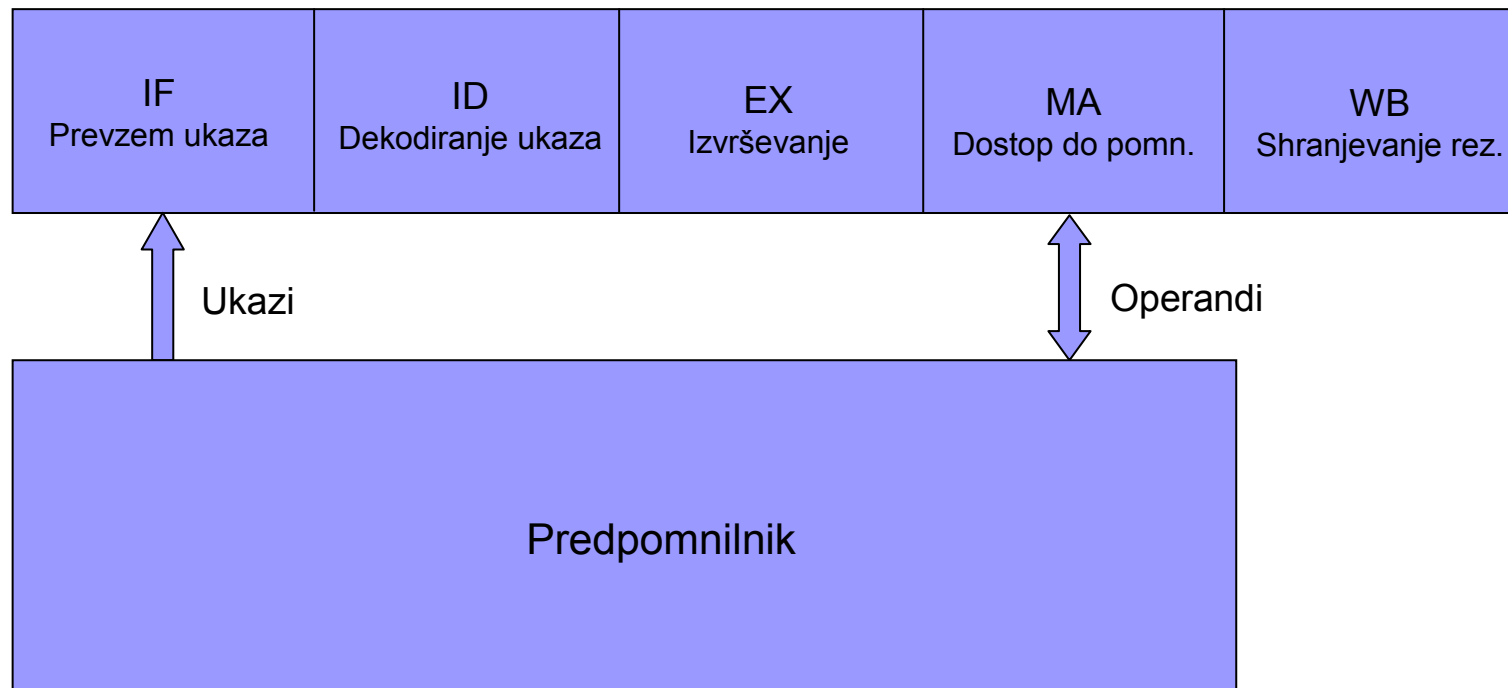 IF
Prevzem ukaza
ID
Dekodiranje ukaza
EX
Izvrševanje
MA
Dostop do pomn.
WB
Shranjevanje rez.
Ukazi
Operandi
Predpomnilnik